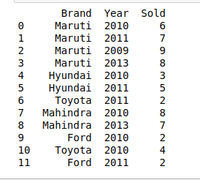 Brand Year Sold
0 Maruti 2010 6
1 Maruti 2011 7
2 Maruti 2009 9
3 Maruti 2013 8
4 Hyundai 2010 3
5 Hyundai 2011 5
6 Toyota 2011 2
7 Mahindra 2010 8
8 Mahindra 2013 7
9 Ford 2010 2
10 Toyota 2010 4
11 Ford 2011 2